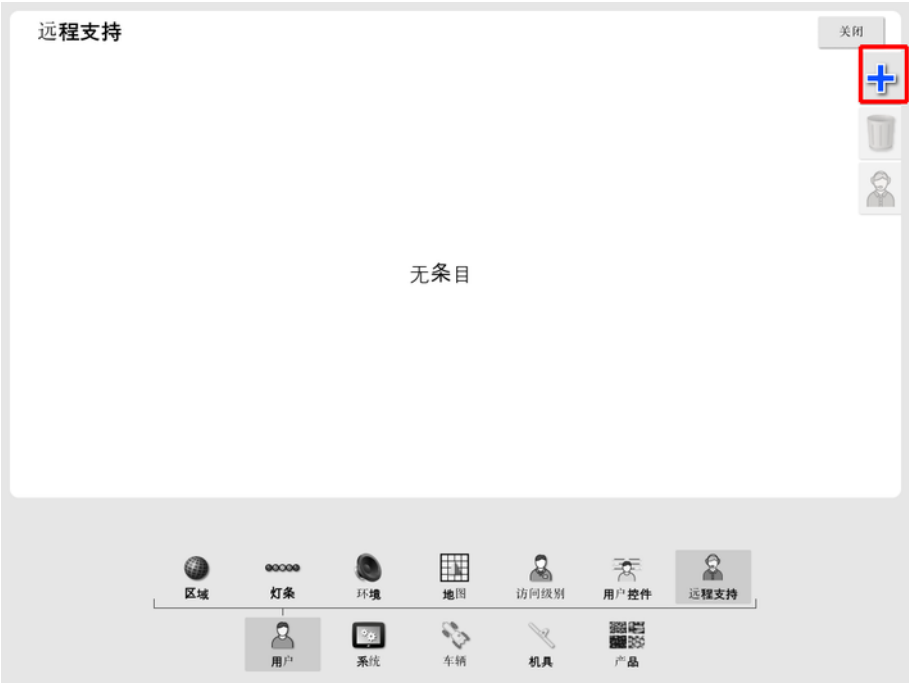 远程支持
关闭
无条目
区域 灯条 环境 地图 访问级别 用户控件 远程支持
用户 系统 车辆 机具 产品